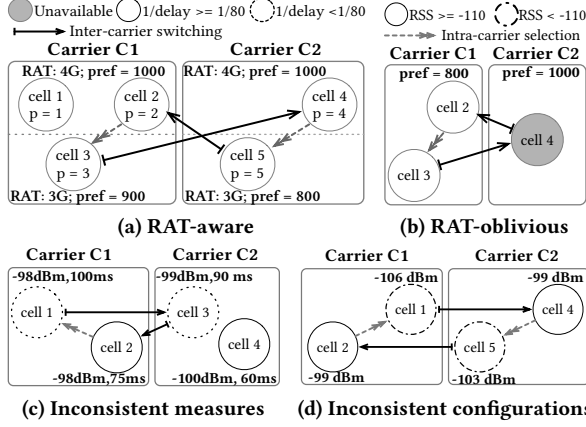 Unavailable 1/delay >= 1/80 1/delay <1/80
Inter-carrier switching
RSS >= -110 RSS < -110
Intra-carrier selection
Carrier C1 Carrier C2
RAT: 4G; pref = 1000 RAT: 4G; pref = 1000
cell 1
p = 1
cell 2
p = 2
cell 4
p = 4
cell 3
p = 3
cell 5
p = 5
RAT: 3G; pref = 900 RAT: 3G; pref = 800
(a) RAT-aware
Carrier C1 Carrier C2
pref = 800 pref = 1000
cell 2
cell 4
cell 3
(b) RAT-oblivious
Carrier C1 Carrier C2
-98dBm,100ms -99dBm,90 ms
cell 1 cell 3
cell 2 cell 4
-98dBm,75ms -100dBm, 60ms
(c) Inconsistent measures
Carrier C1 Carrier C2
-106 dBm -99 dBm
cell 1 cell 4
cell 2 cell 5
-99 dBm -103 dBm
(d) Inconsistent configurations